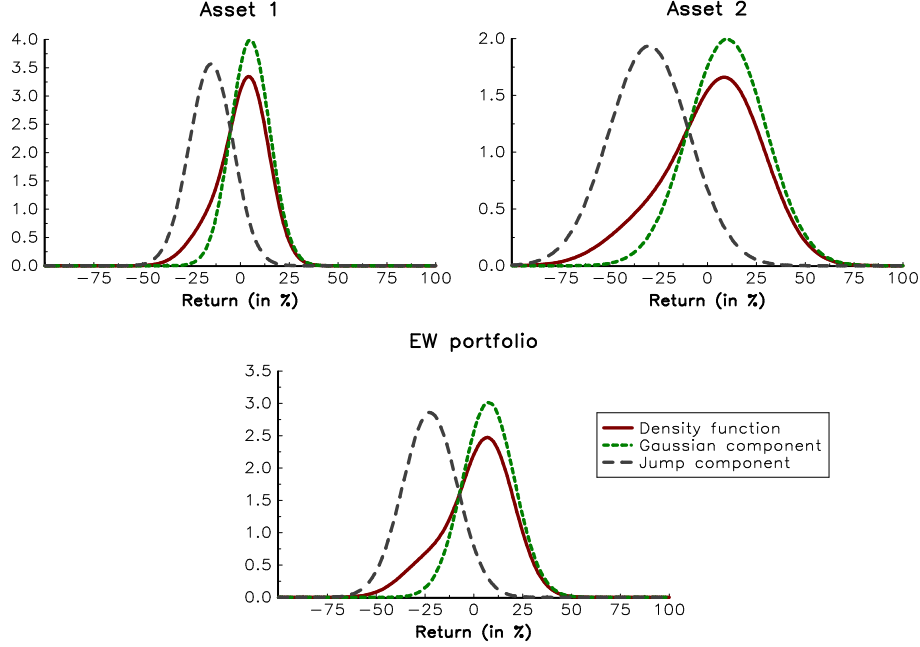 Asset 1
4.0
3.5
3.0
2.5
2.0
1.5
1.0
0.5
0.0
−75 −50 −25 0 25 50 75 100
Return (in %)
Asset 2
2.0
1.5
1.0
0.5
0.0
−75 −50 −25 0 25 50 75 100
Return (in %)
EW portfolio
3.5
3.0
2.5
2.0
1.5
1.0
0.5
0.0
−75 −50 −25 0 25 50 75 100
Return (in %)
Density function
Gaussian component
Jump component